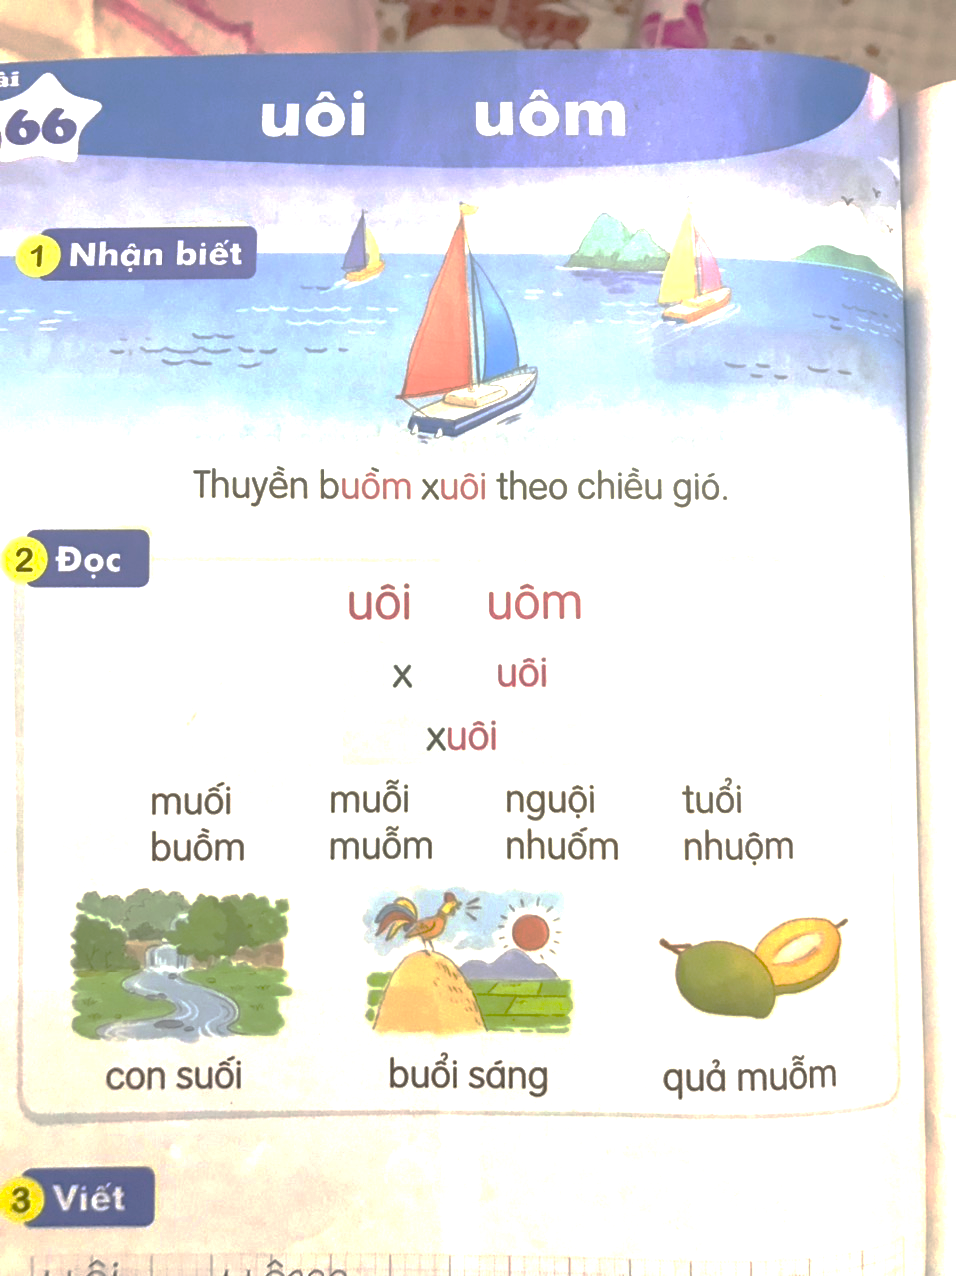 66 uôi uôm
1 Nhận biết
Thuyền buồm xuôi theo chiều gió.
2 Đọc
uôi uôm
x uôi
xuôi
muối muỗi nguội tuổi
buồm muỗm nhuốm nhuộm
con suối buổi sáng quả muỗm
3 Viết